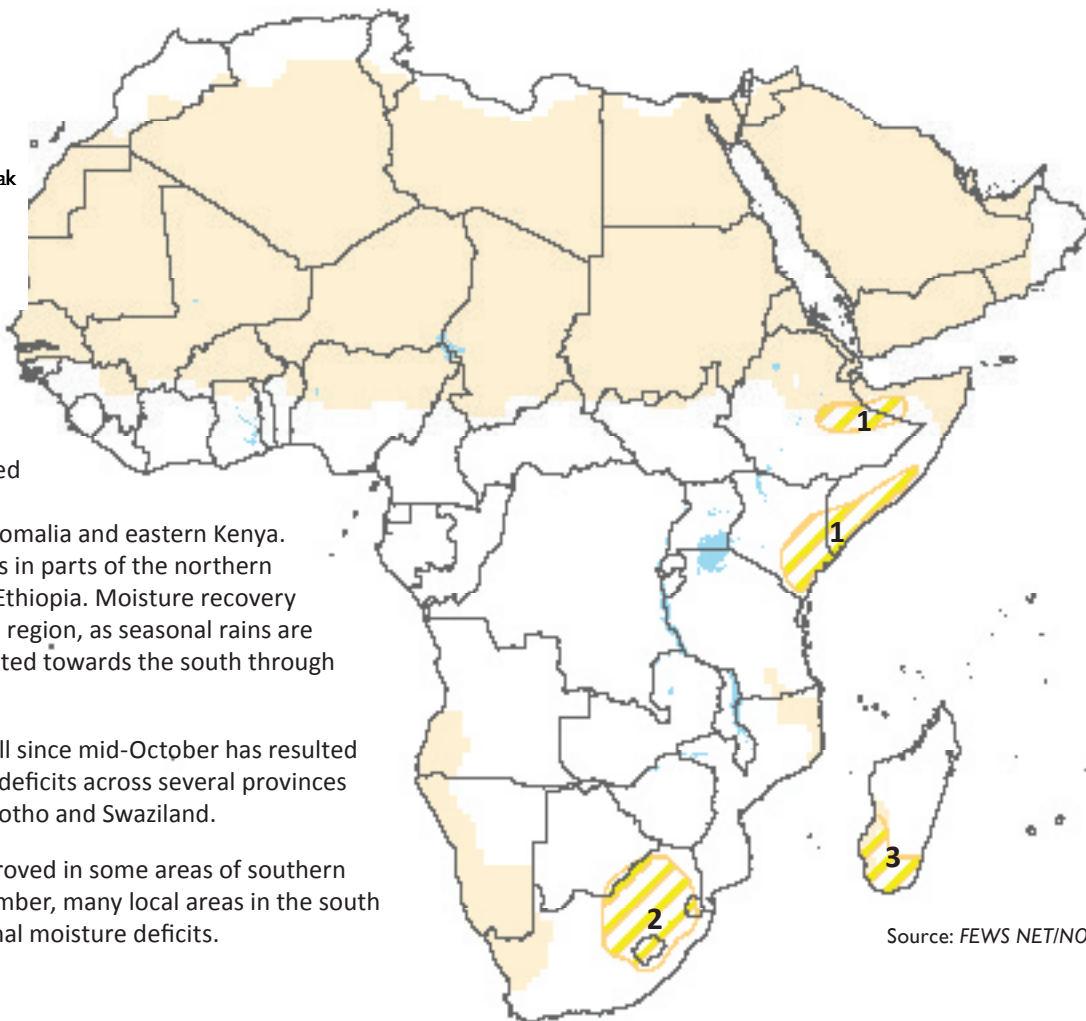 ak
1
ed
omalia and eastern Kenya.
1
s in parts of the northern
Ethiopia. Moisture recovery
region, as seasonal rains are
ted towards the south through
ll since mid-October has resulted
deficits across several provinces
otho and Swaziland.
roved in some areas of southern
3
mber, many local areas in the south
2
nal moisture deficits.
Source: FEWS NET/NO